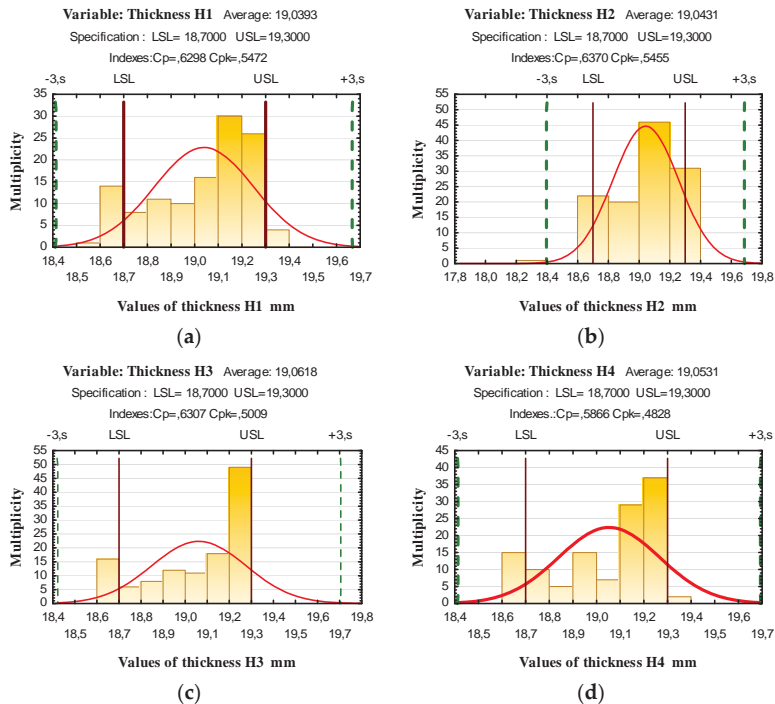 Variable: Thickness H1 Average: 19,0393
Specification : LSL= 18,7000 USL=19,3000
Indexes:Cp=,6298 Cpk=,5472
-3,s LSL USL +3,s
35
30
25
20
15
10
5
0
Multiplicity
18,4 18,6 18,8 19,0 19,2 19,4 19,6
18,5 18,7 18,9 19,1 19,3 19,5 19,7
Values of thickness H1 mm
(a)
Variable: Thickness H2 Average: 19,0431
Specification : LSL= 18,7000 USL=19,3000
Indexes:Cp=,6370 Cpk=,5455
-3,s LSL USL +3,s
55
50
45
40
35
30
25
20
15
10
5
0
Multiplicity
17,8 18,0 18,2 18,4 18,6 18,8 19,0 19,2 19,4 19,6 19,8
Values of thickness H2 mm
(b)
Variable: Thickness H3 Average: 19,0618
Specification : LSL= 18,7000 USL=19,3000
Indexes:Cp=,6307 Cpk=,5009
-3,s LSL USL +3,s
55
50
45
40
35
30
25
20
15
10
5
0
Multiplicity
18,4 18,6 18,8 19,0 19,2 19,4 19,6 19,8
18,5 18,7 18,9 19,1 19,3 19,5 19,7
Values of thickness H3 mm
(c)
Variable: Thickness H4 Average: 19,0531
Specification : LSL= 18,7000 USL=19,3000
Indexes.:Cp=,5866 Cpk=,4828
-3,s LSL USL +3,s
45
40
35
30
25
20
15
10
5
0
Multiplicity
18,4 18,6 18,8 19,0 19,2 19,4 19,6
18,5 18,7 18,9 19,1 19,3 19,5 19,7
Values of thickness H4 mm
(d)